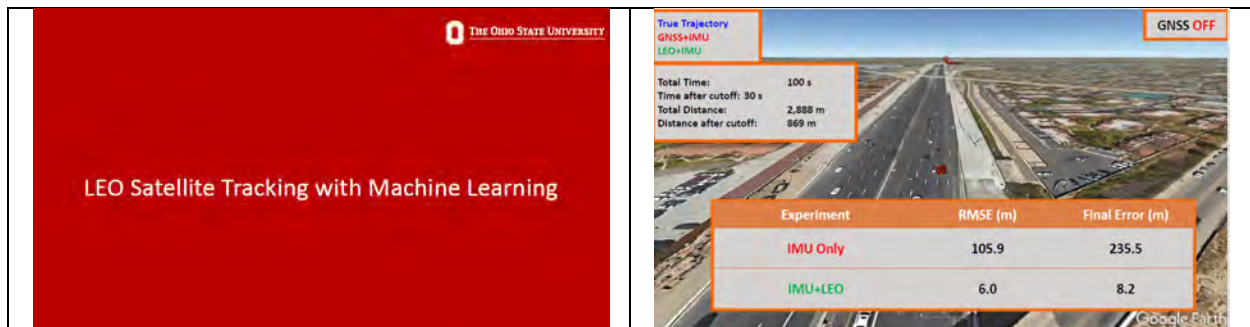 THE OHIO STATE UNIVERSITY
LEO Satellite Tracking with Machine Learning
True Trajectory
GNSS+IMU
LEO+IMU
GNSS OFF
Total Time: 100 s
Time after cutoff: 30 s
Total Distance: 2,888 m
Distance after cutoff: 869 m
Experiment RMSE (m) Final Error (m)
IMU Only 105.9 235.5
IMU+LEO 6.0 8.2
Google Earth